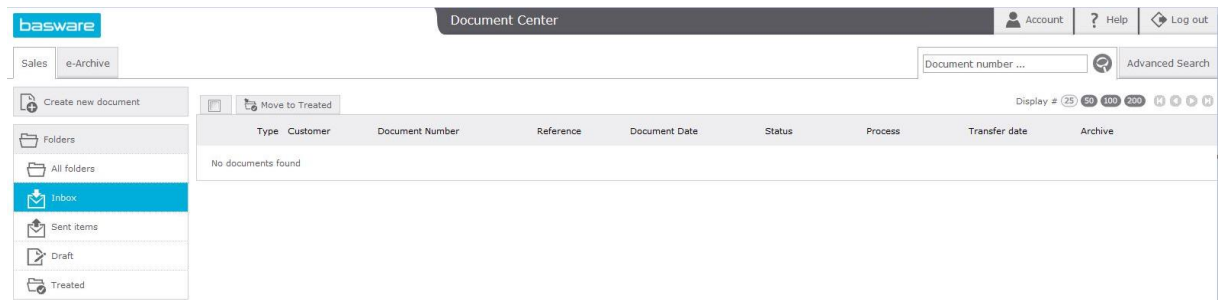 basware
Document Center
Account
? Help
Log out
Sales
e-Archive
Document number ...
Advanced Search
Create new document
Move to Treated
Display # 25 50 100 200
Folders
Type Customer Document Number Reference Document Date Status Process Transfer date Archive
All folders
No documents found
Inbox
Sent items
Draft
Treated